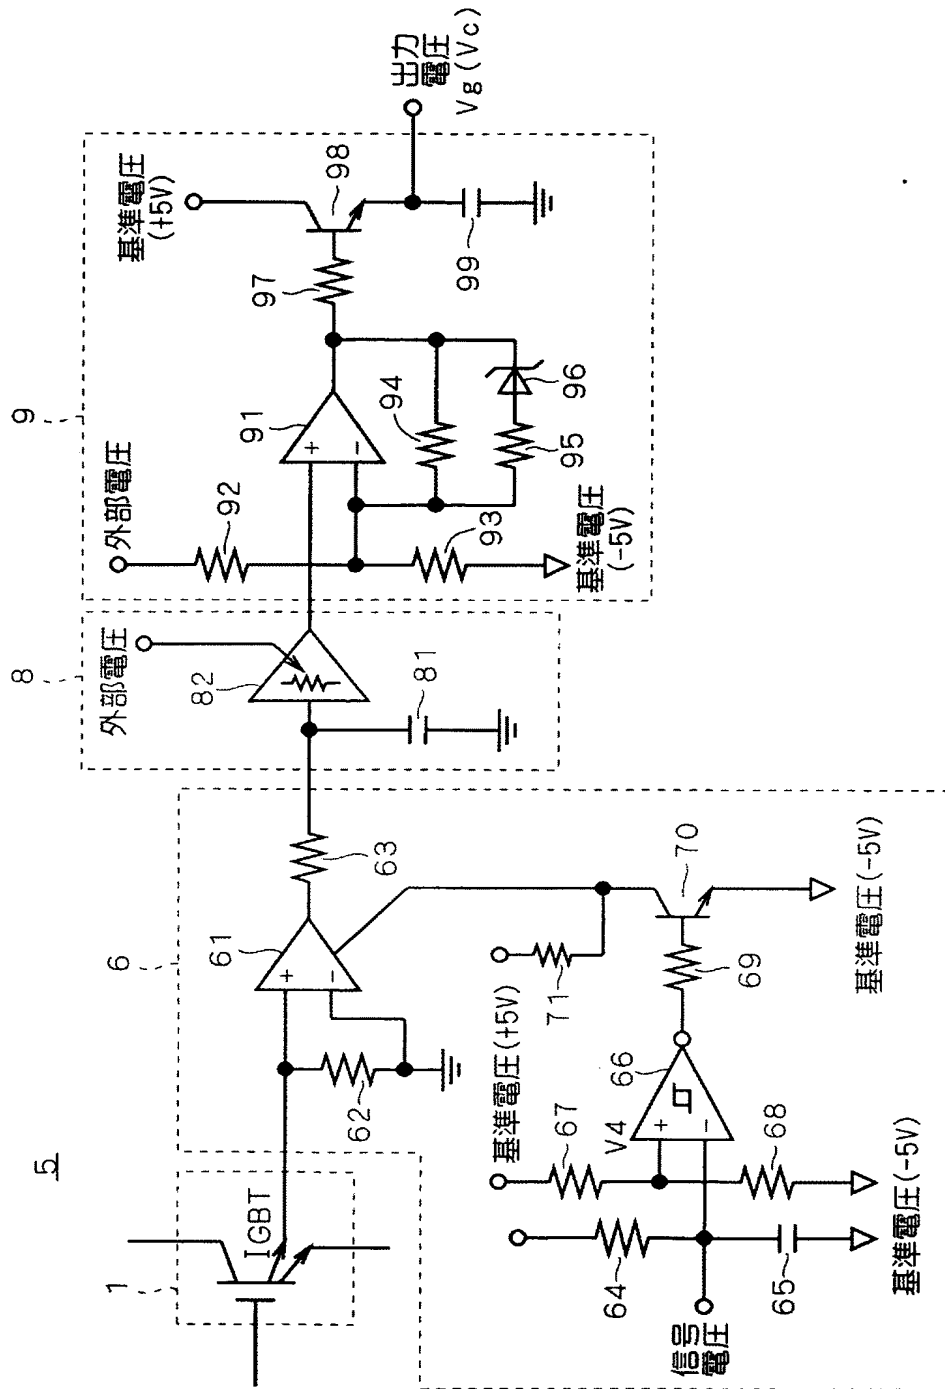 5
1
IGBT
6
61
+
−
62
63
64
65
信号
電圧
基準電圧(+5V)
67
V4
+
−
66
68
基準電圧(-5V)
69
70
71
基準電圧(-5V)
8
外部電圧
82
81
9
外部電圧
92
93
基準電圧
(-5V)
91
+
−
94
95
96
97
98
99
基準電圧
(+5V)
出力
電圧
Vg(Vc)